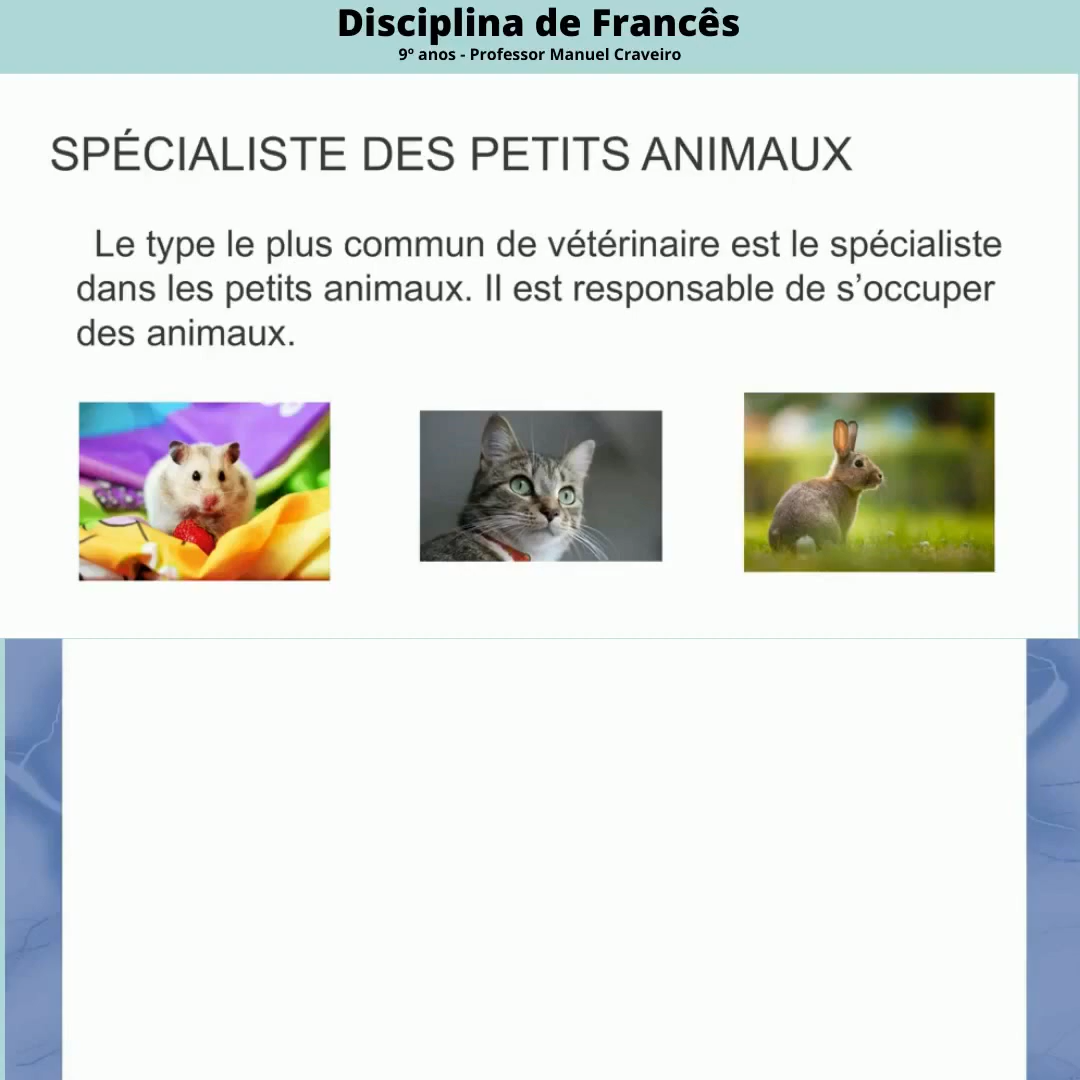 Disciplina de Francês
9º anos - Professor Manuel Craveiro
SPÉCIALISTE DES PETITS ANIMAUX
Le type le plus commun de vétérinaire est le spécialiste
dans les petits animaux. Il est responsable de s’occuper
des animaux.